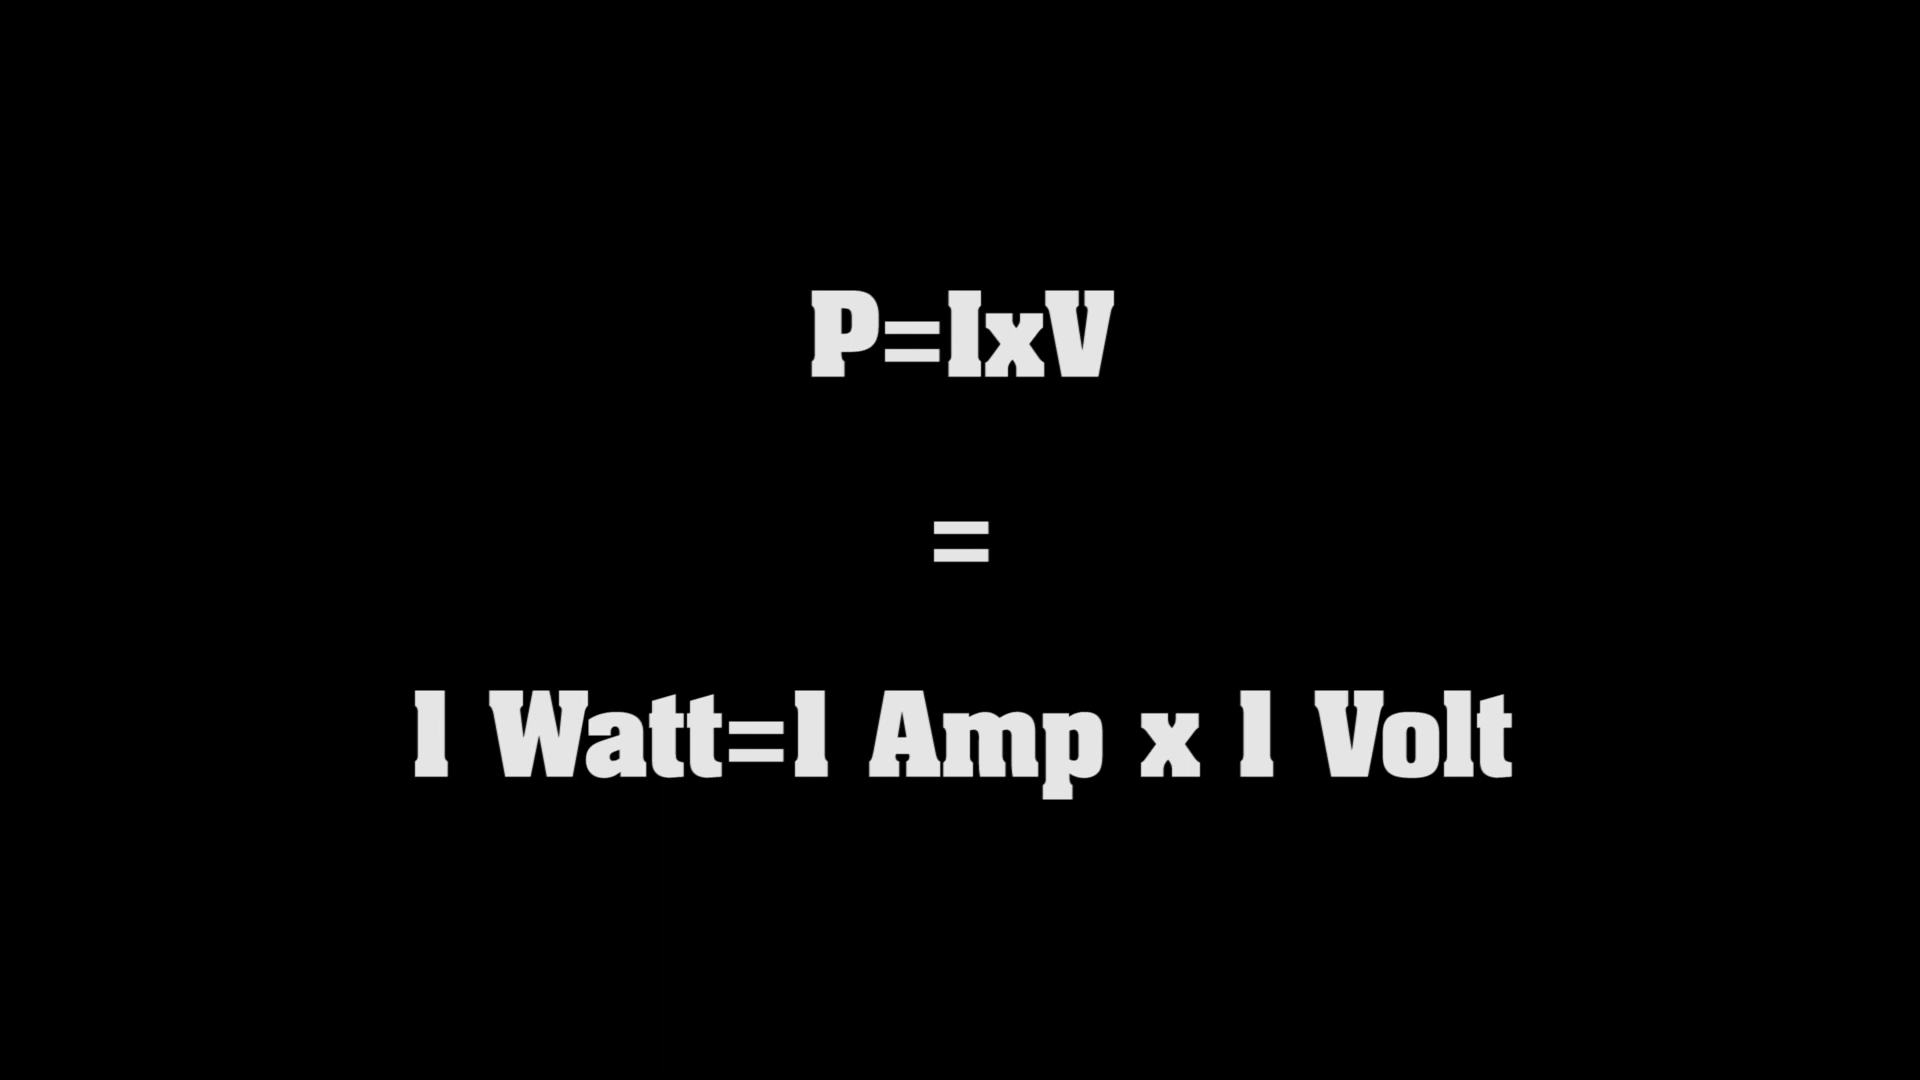 P=IxV
=
1 Watt=1 Amp x 1 Volt